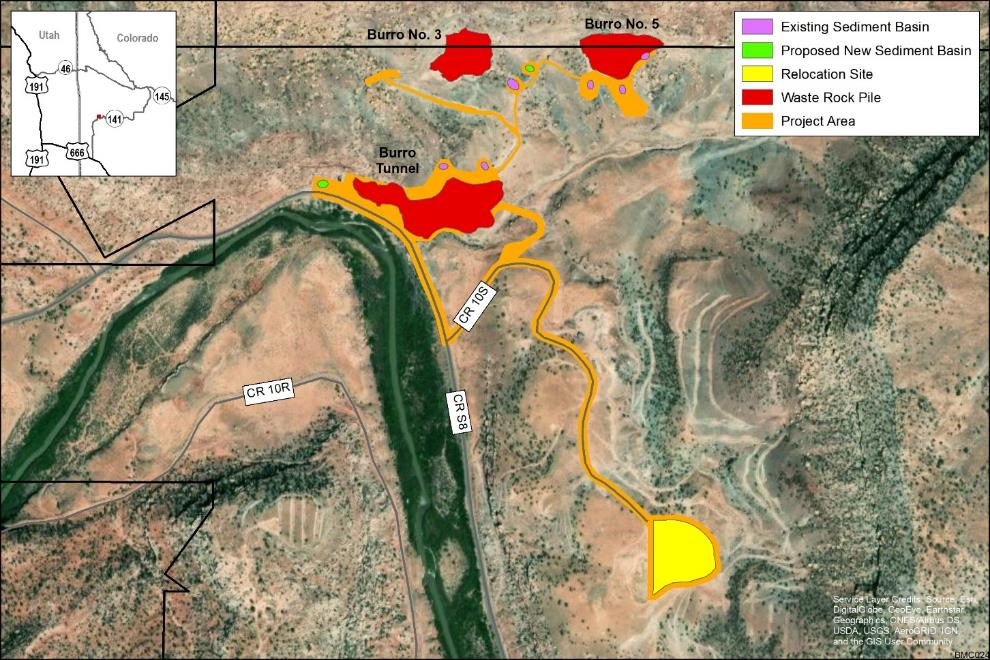 Utah
Colorado
46
191
145
141
191
666
Burro No. 3
Burro No. 5
Existing Sediment Basin
Proposed New Sediment Basin
Relocation Site
Waste Rock Pile
Project Area
Burro
Tunnel
CR 10S
CR 10R
CR S8
Service Layer Credits: Source, Esri,
DigitalGlobe, GeoEye, Earthstar
Geographics, CNES/Airbus DS,
USDA, USGS, AeroGRID, IGN,
and the GIS User Community
BMC024